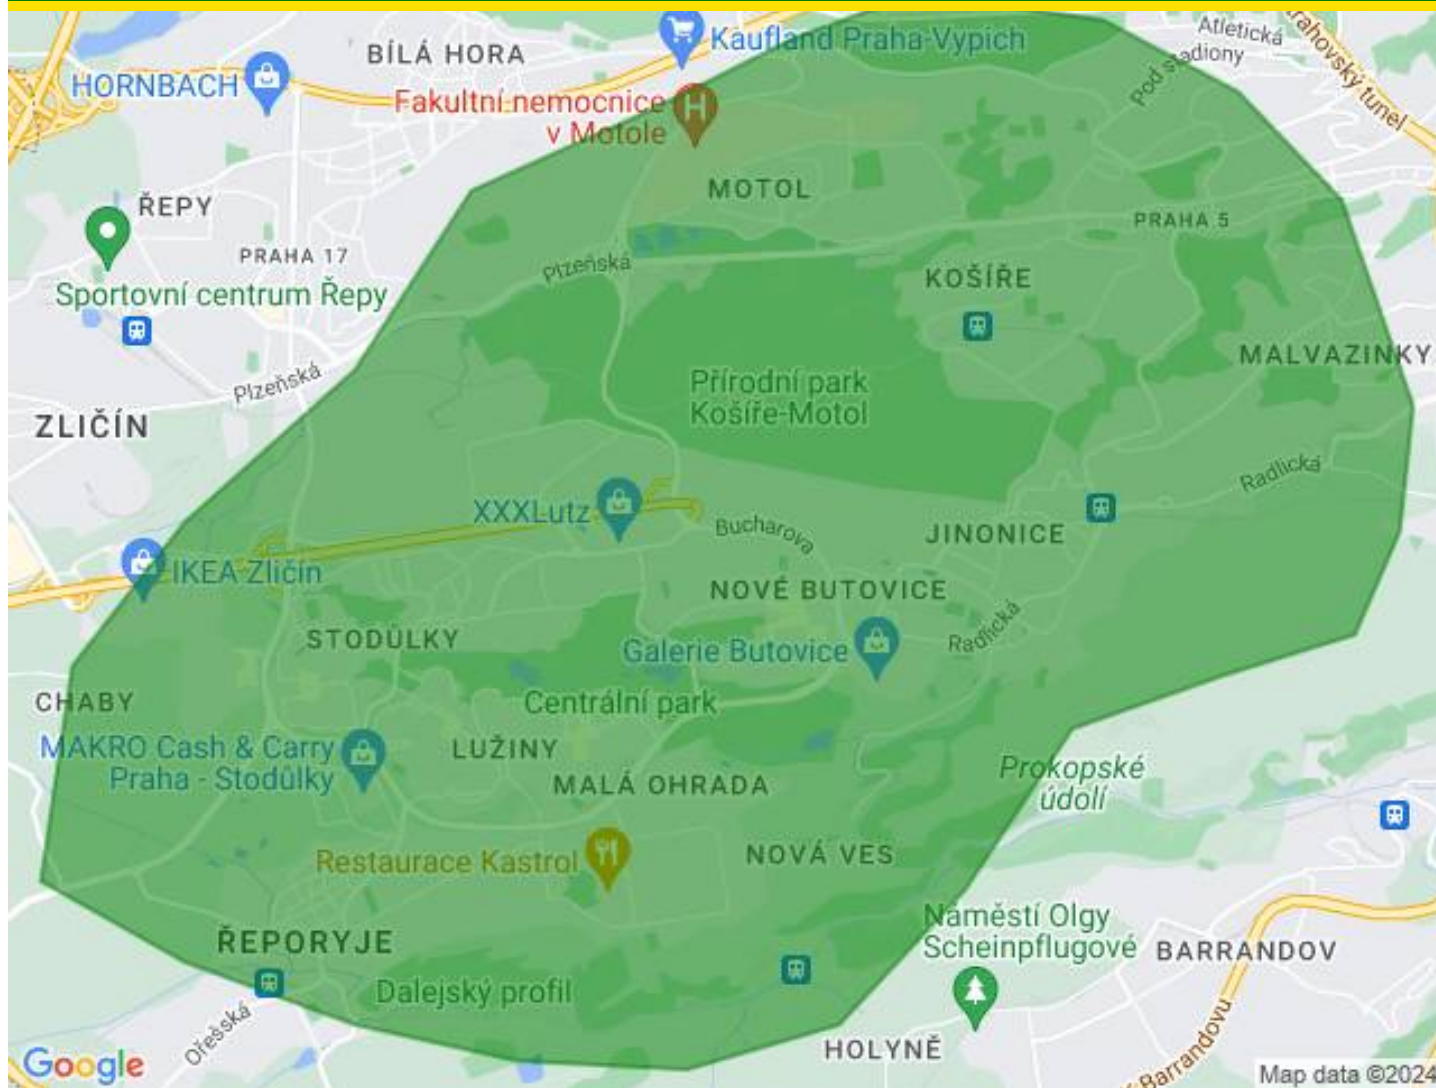 Atletická
stadiony
Pod
Strahovský tunel
BÍLÁ HORA
Kaufland Praha-Vypich
HORNBACH
Fakultní nemocnice
v Motole
MOTOL
ŘEPY
PRAHA 5
PRAHA 17
Plzeňská
KOŠÍŘE
Sportovní centrum Řepy
MALVAZINKY
Plzeňská
Přírodní park
Košíře-Motol
ZLIČÍN
Radlická
XXXLutz
Bucharova
JINONICE
IKEA Zličín
NOVÉ BUTOVICE
STODŮLKY
Radlická
Galerie Butovice
CHABY
Centrální park
MAKRO Cash & Carry
Praha - Stodůlky
LUŽINY
MALÁ OHRADA
Prokopské
údolí
Restaurace Kastrol
NOVÁ VES
Náměstí Olgy
Scheinpflugové
ŘEPORYJE
BARRANDOV
Dalejský profil
Ořešská
HOLYNĚ
K Barrandovu
Google
Map data ©2024